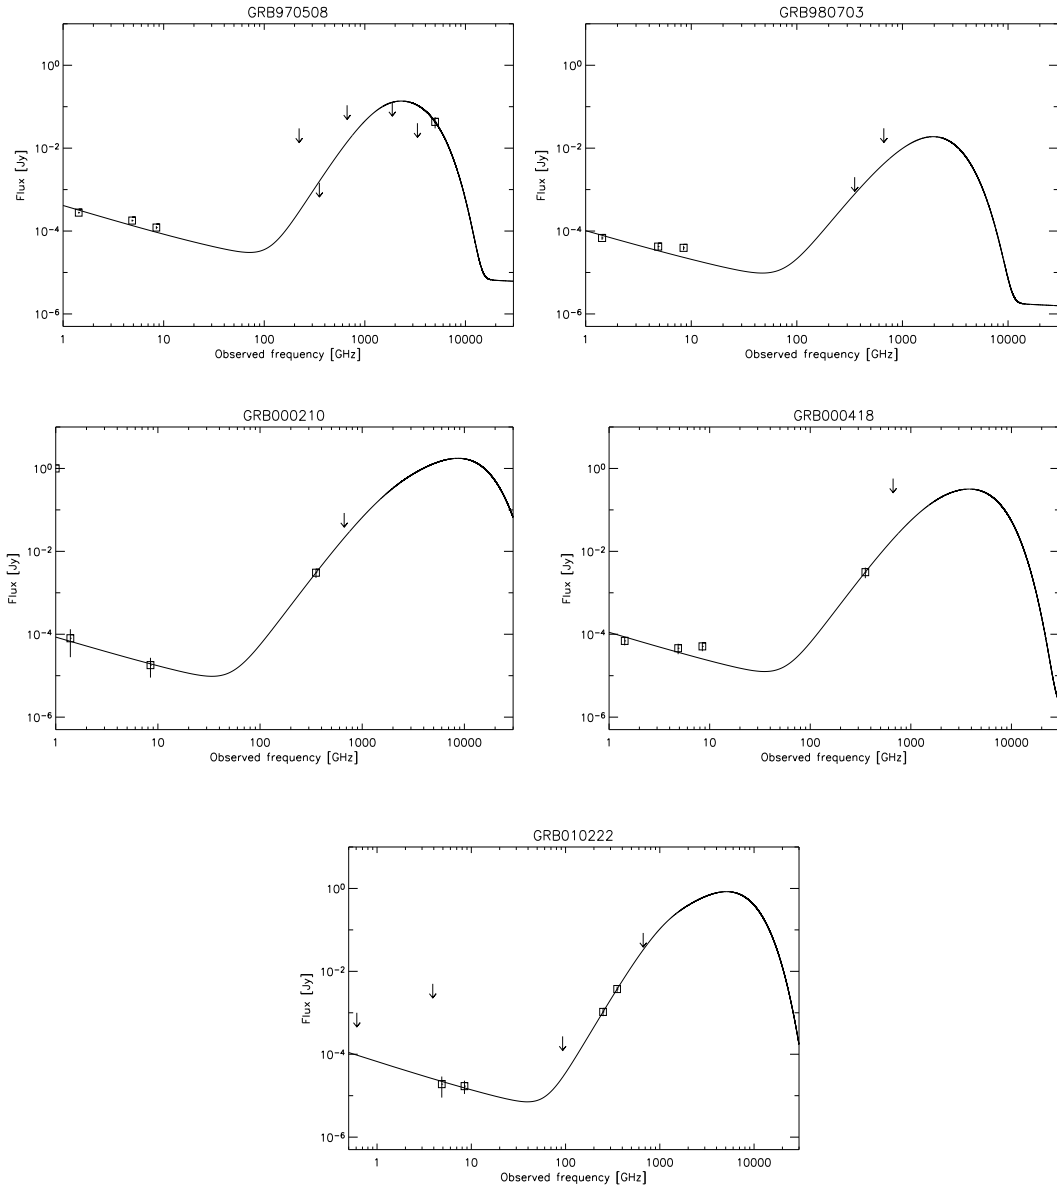 GRB970508
Flux [Jy]
10⁰
10⁻²
10⁻⁴
10⁻⁶
1 10 100 1000 10000
Observed frequency [GHz]
GRB980703
Flux [Jy]
10⁰
10⁻²
10⁻⁴
10⁻⁶
1 10 100 1000 10000
Observed frequency [GHz]
GRB000210
Flux [Jy]
10⁰
10⁻²
10⁻⁴
10⁻⁶
1 10 100 1000 10000
Observed frequency [GHz]
GRB000418
Flux [Jy]
10⁰
10⁻²
10⁻⁴
10⁻⁶
1 10 100 1000 10000
Observed frequency [GHz]
GRB010222
Flux [Jy]
10⁰
10⁻²
10⁻⁴
10⁻⁶
1 10 100 1000 10000
Observed frequency [GHz]